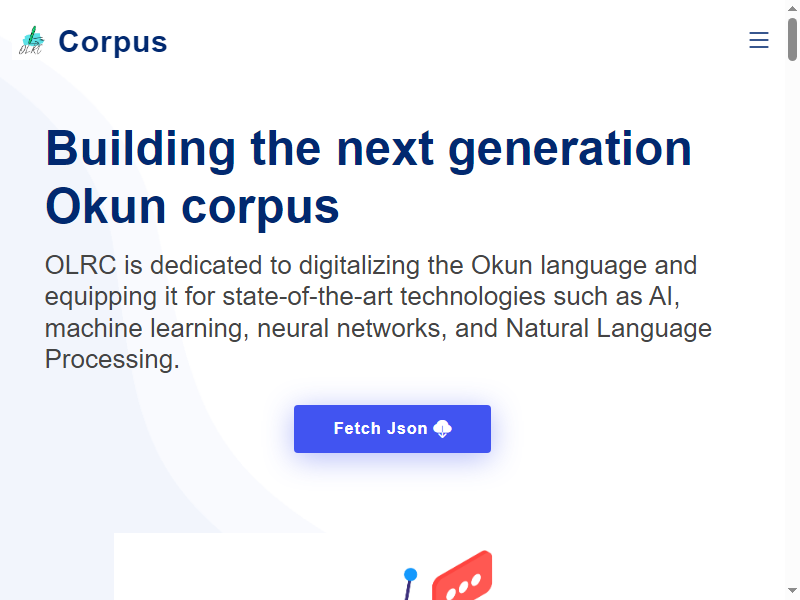 OLRC
Corpus
Building the next generation
Okun corpus
OLRC is dedicated to digitalizing the Okun language and
equipping it for state-of-the-art technologies such as AI,
machine learning, neural networks, and Natural Language
Processing.
Fetch Json